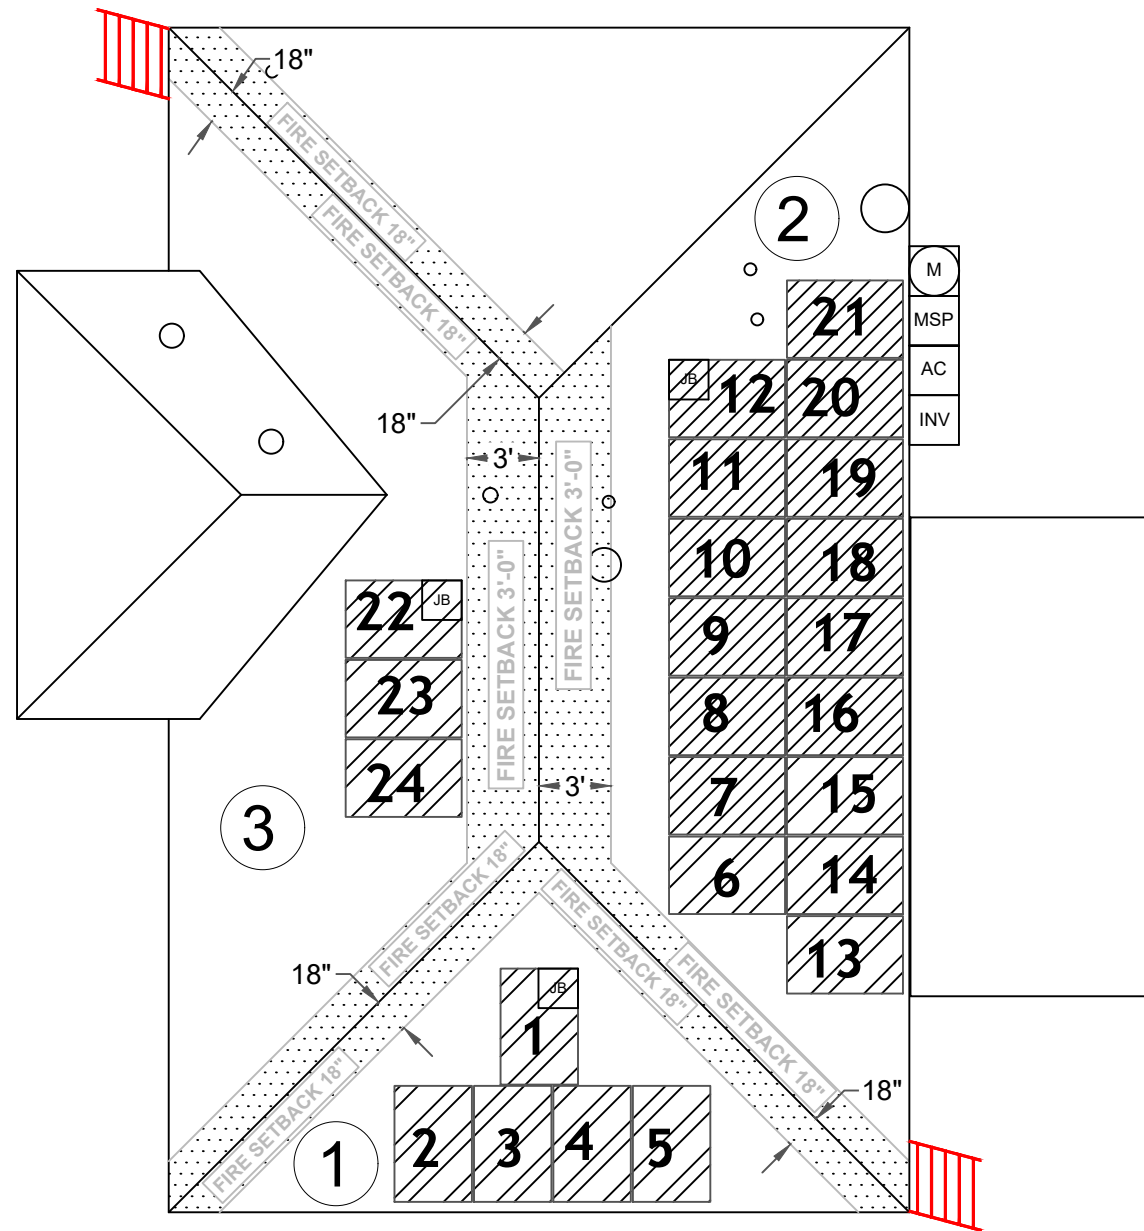 18"
FIRE SETBACK 18"
FIRE SETBACK 18"
2
M
MSP
AC
INV
21
JB
12
20
18"
3'
11
19
FIRE SETBACK 3'-0"
FIRE SETBACK 3'-0"
10
18
22
JB
9
17
23
8
16
24
3'
7
15
3
6
14
FIRE SETBACK 18"
FIRE SETBACK 18"
FIRE SETBACK 18"
13
18"
JB
1
FIRE SETBACK 18"
18"
1
2
3
4
5